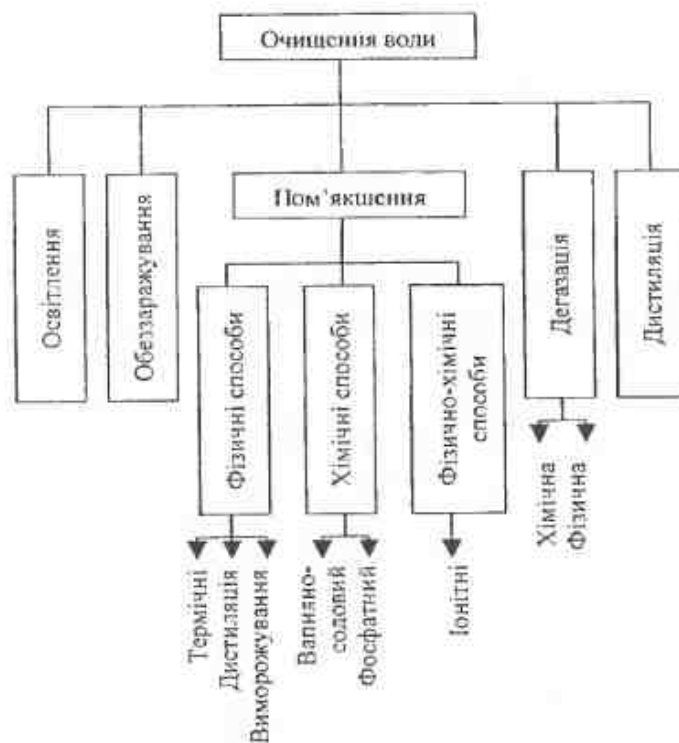 Очищення води
Освітлення
Обеззаражування
Пом'якшення
Дегазація
Дистиляція
Фізичні способи
Хімічні способи
Фізично-хімічні
способи
Хімічна
Фізична
Термічні
Дистиляція
Виморожування
Вапняно-
содовий
Фосфатний
Іонітні